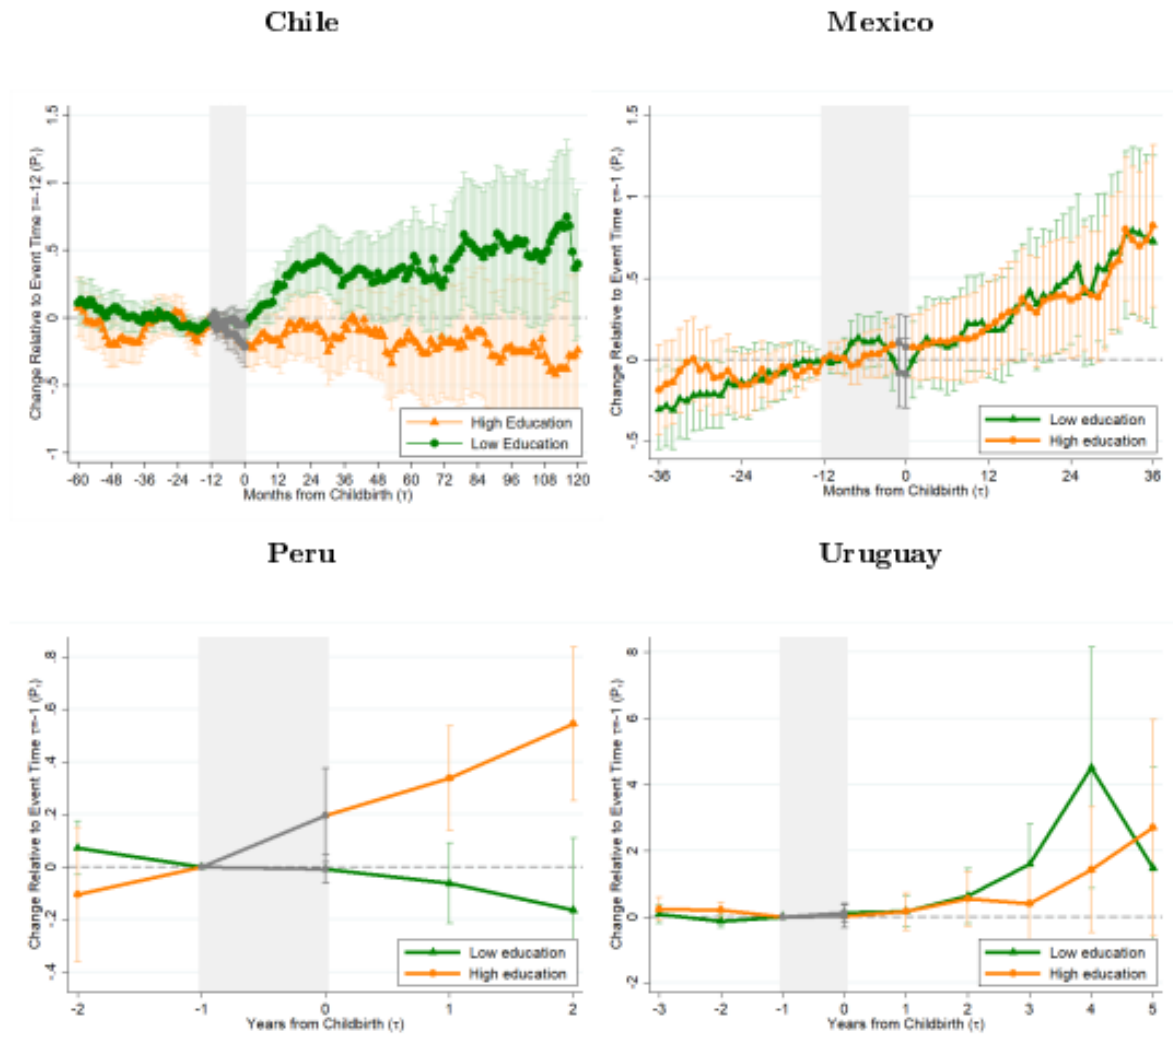 Chile
Change Relative to Event Time τ=-12 (Pτ)
1.5
1
.5
0
-.5
-1
High Education
Low Education
-60 -48 -36 -24 -12 0 12 24 36 48 60 72 84 96 108 120
Months from Childbirth (τ)
Mexico
Change Relative to Event Time τ=-1 (Pτ)
1.5
1
.5
0
-.5
Low education
High education
-36 -24 -12 0 12 24 36
Months from Childbirth (τ)
Peru
Change Relative to Event Time τ=-1 (Pτ)
.8
.6
.4
.2
0
-.2
-.4
Low education
High education
-2 -1 0 1 2
Years from Childbirth (τ)
Uruguay
Change Relative to Event Time τ=-1 (Pτ)
8
6
4
2
0
-2
Low education
High education
-3 -2 -1 0 1 2 3 4 5
Years from Childbirth (τ)